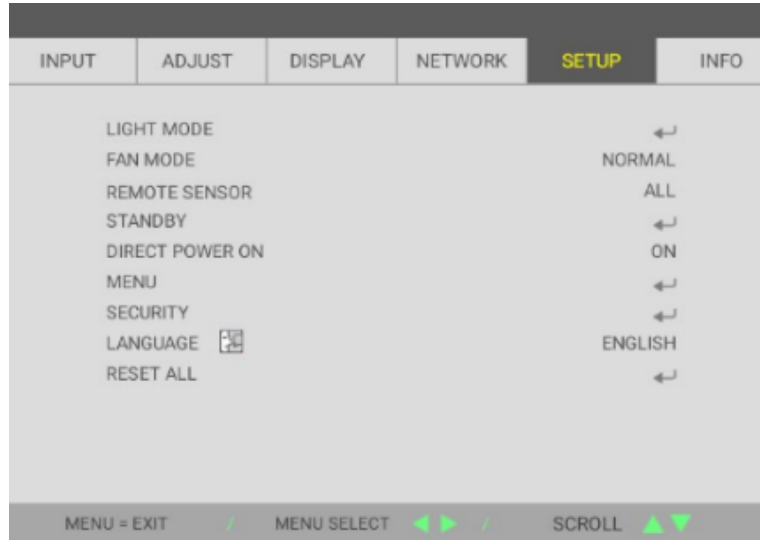 INPUT ADJUST DISPLAY NETWORK SETUP INFO
LIGHT MODE
FAN MODE NORMAL
REMOTE SENSOR ALL
STANDBY
DIRECT POWER ON ON
MENU
SECURITY
LANGUAGE ENGLISH
RESET ALL
MENU = EXIT / MENU SELECT ◀ ▶ / SCROLL ▲ ▼